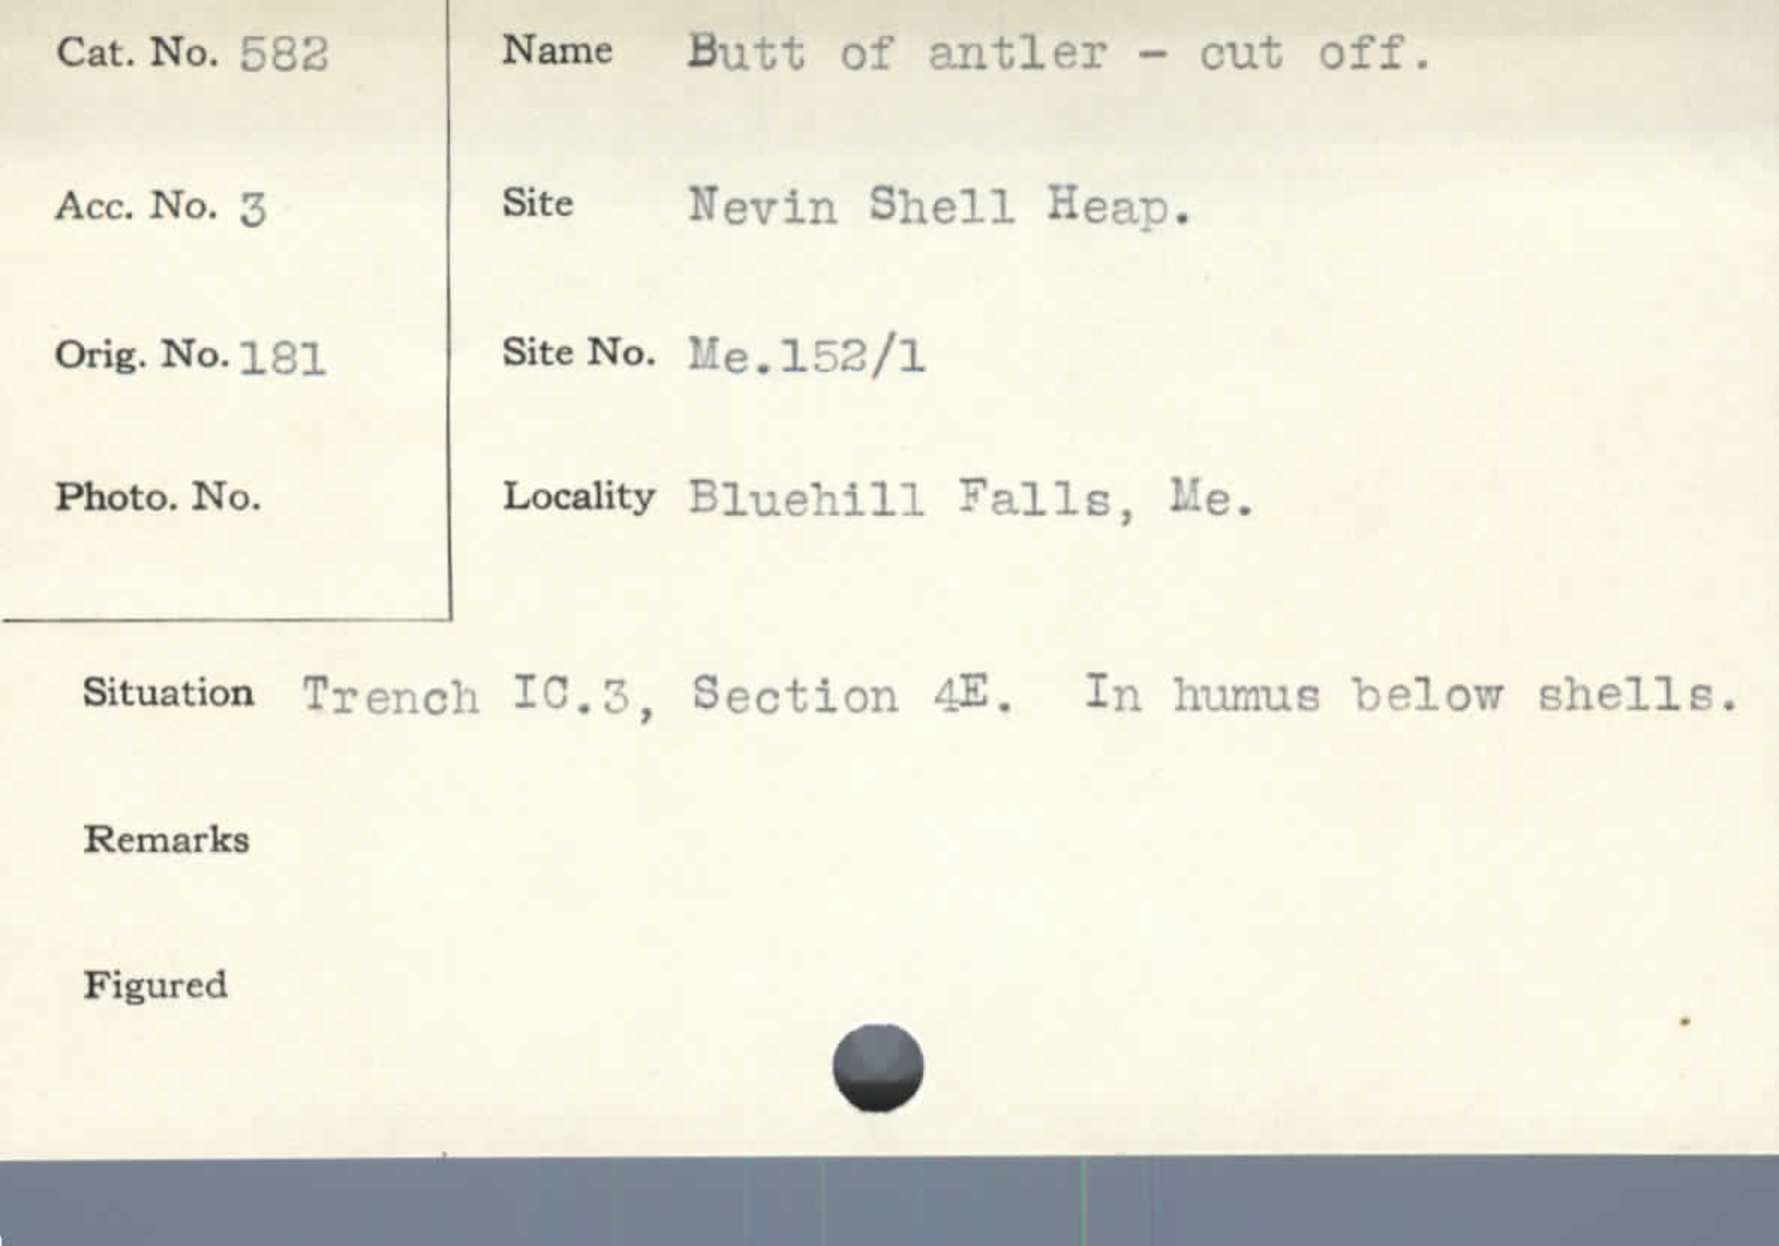 Cat. No. 582
Name Butt of antler - cut off.
Acc. No. 3
Site Nevin Shell Heap.
Orig. No. 181
Site No. Me.152/1
Photo. No.
Locality Bluehill Falls, Me.
Situation Trench IC.3, Section 4E. In humus below shells.
Remarks
Figured